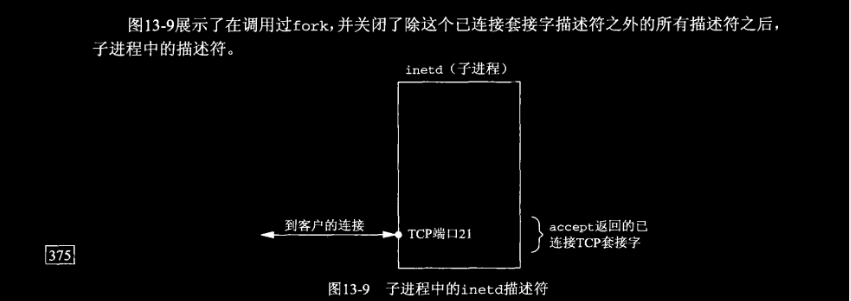 图13-9展示了在调用过fork,并关闭了除这个已连接套接字描述符之外的所有描述符之后,
子进程中的描述符。
inetd（子进程）
到客户的连接
TCP端口21
accept返回的已
连接TCP套接字
375
图13-9 子进程中的inetd描述符